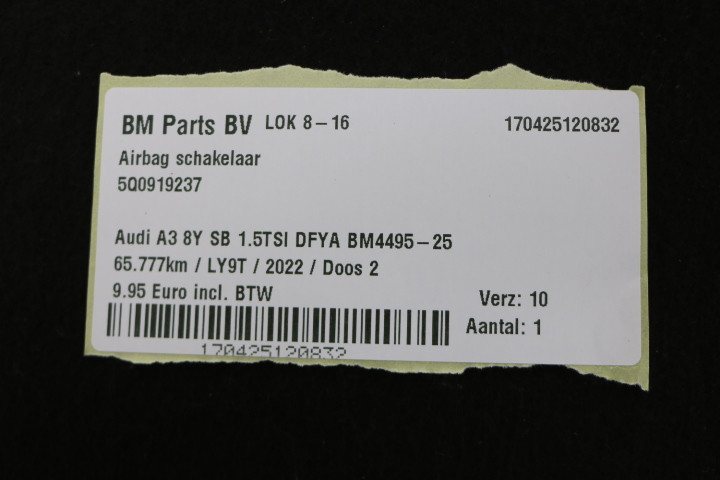 BM Parts BV LOK 8-16 170425120832
Airbag schakelaar
5Q0919237
Audi A3 8Y SB 1.5TSI DFYA BM4495-25
65.777km / LY9T / 2022 / Doos 2
9.95 Euro incl. BTW Verz: 10
Aantal: 1
170425120832